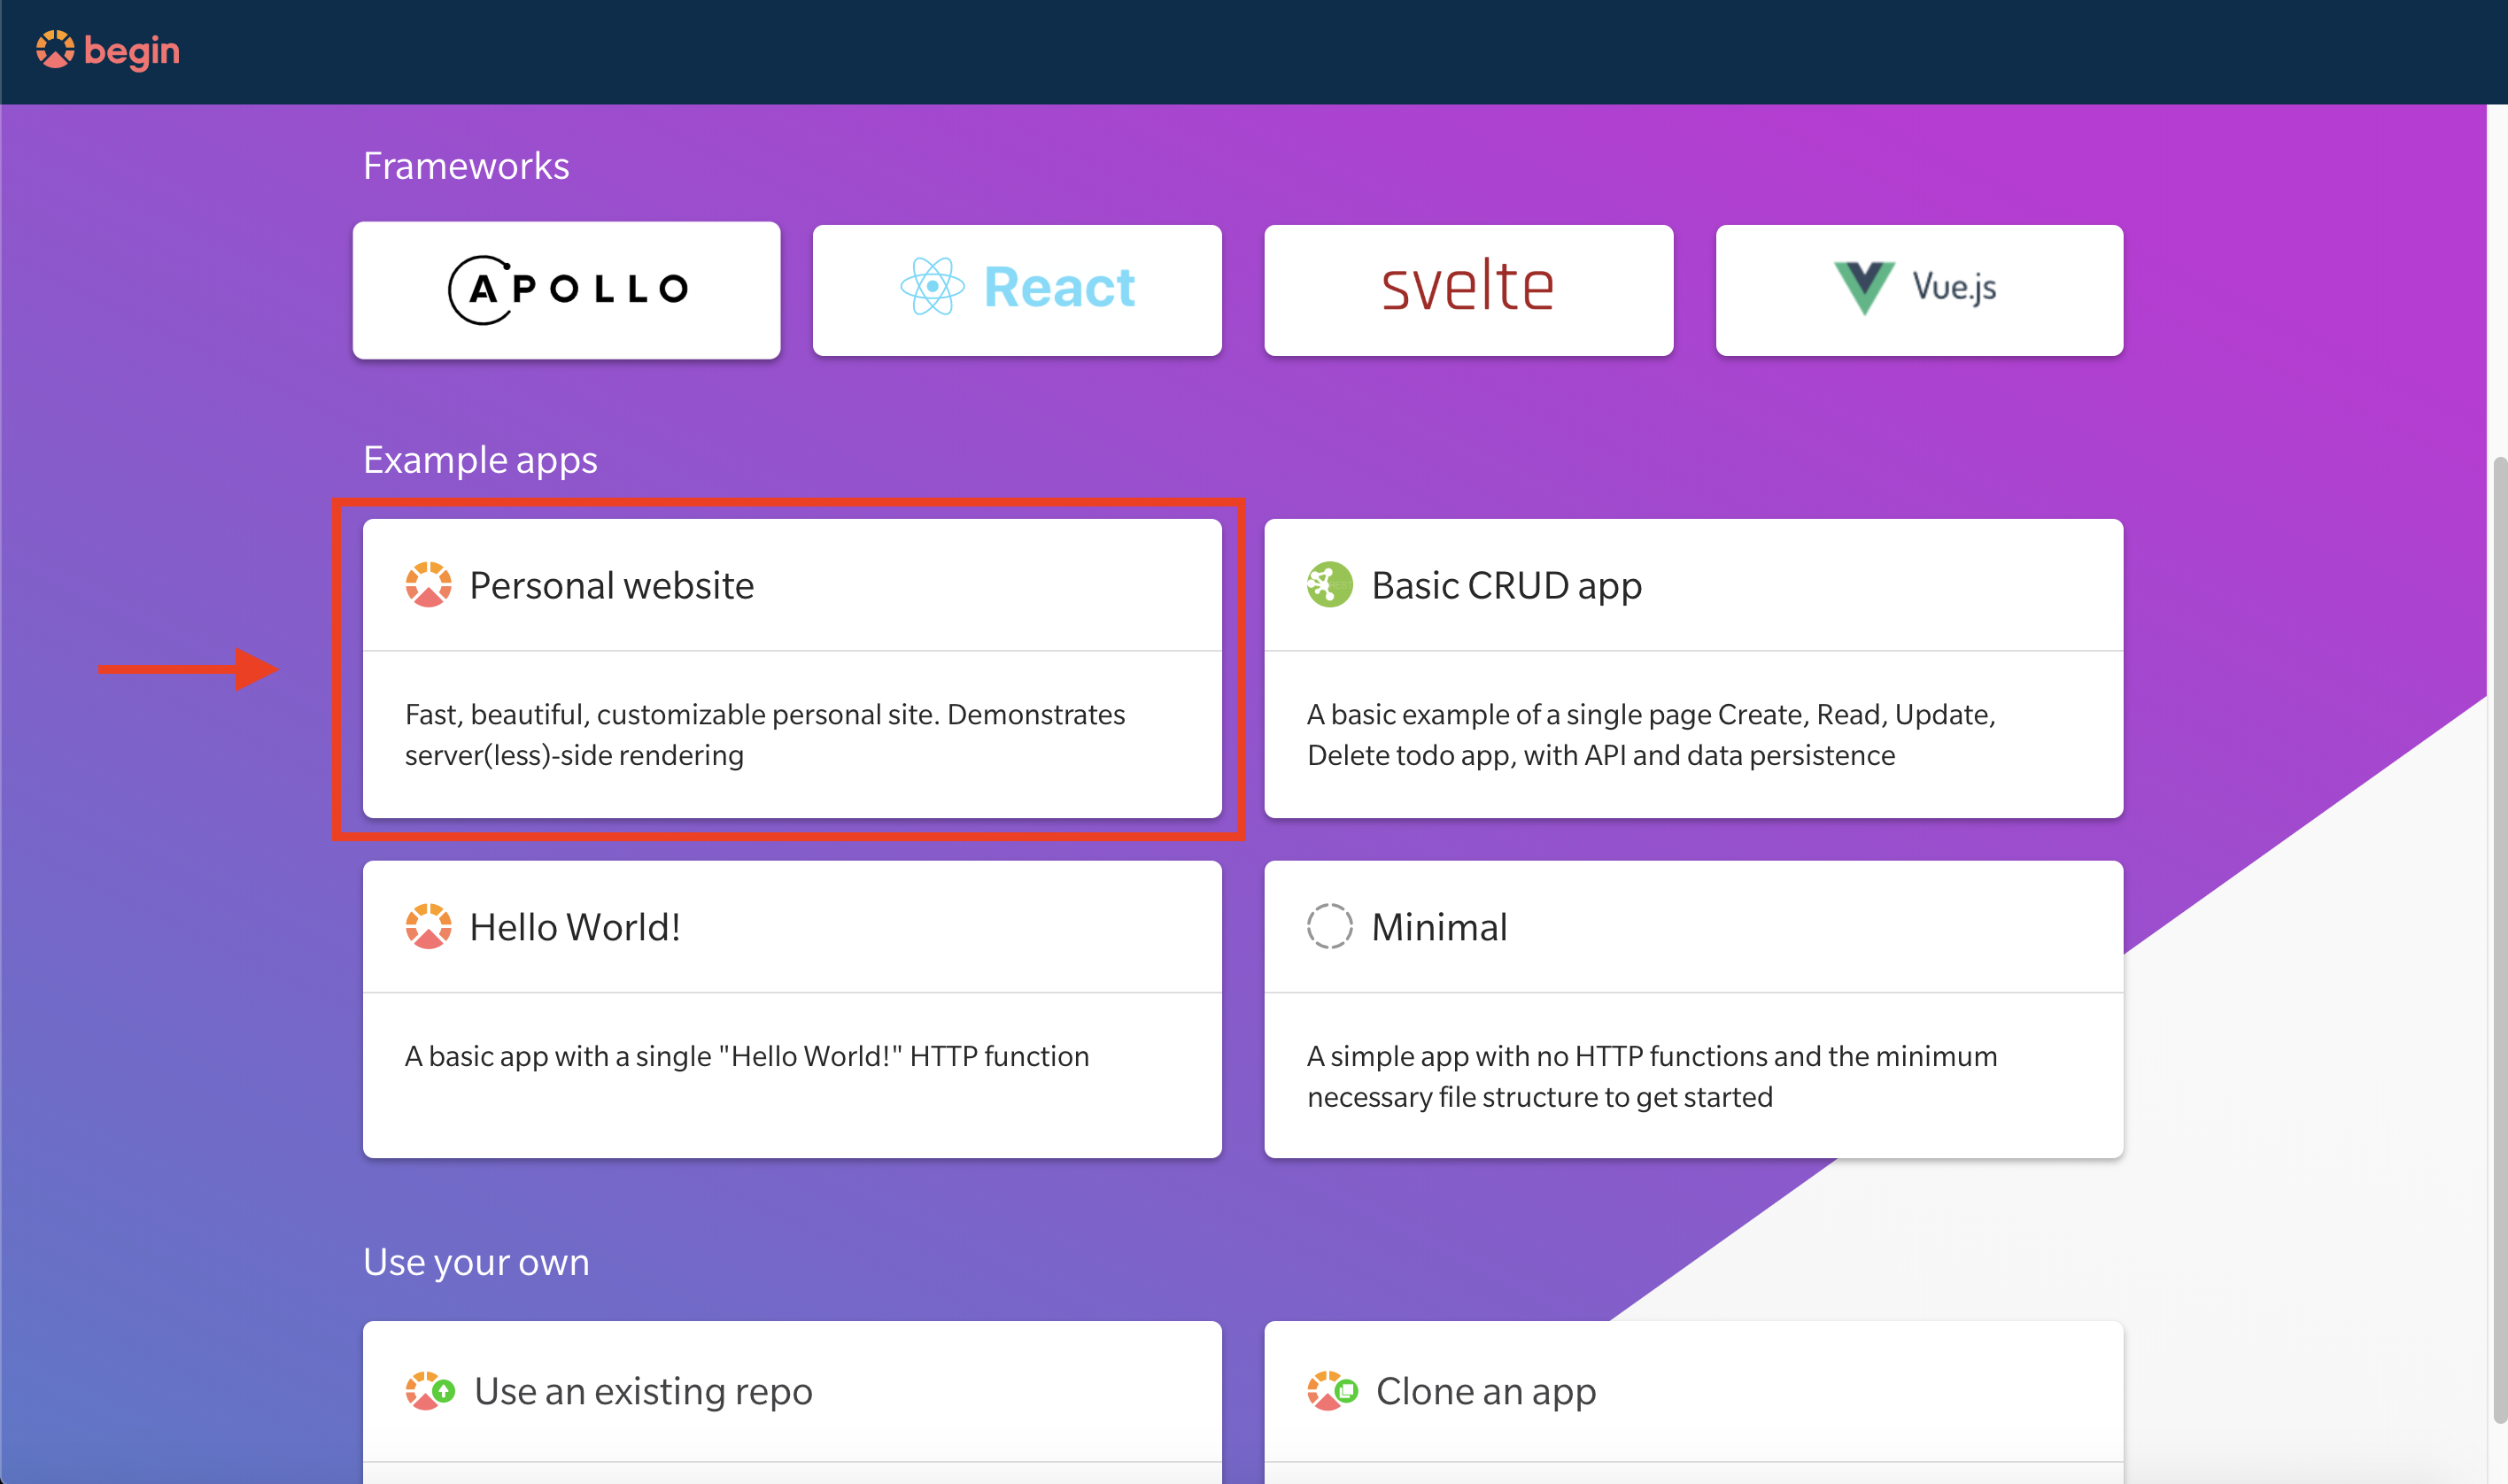 begin
Frameworks
APOLLO
React
svelte
Vue.js
Example apps
Personal website
Fast, beautiful, customizable personal site. Demonstrates
server(less)-side rendering
Basic CRUD app
A basic example of a single page Create, Read, Update,
Delete todo app, with API and data persistence
Hello World!
A basic app with a single "Hello World!" HTTP function
Minimal
A simple app with no HTTP functions and the minimum
necessary file structure to get started
Use your own
Use an existing repo
Clone an app